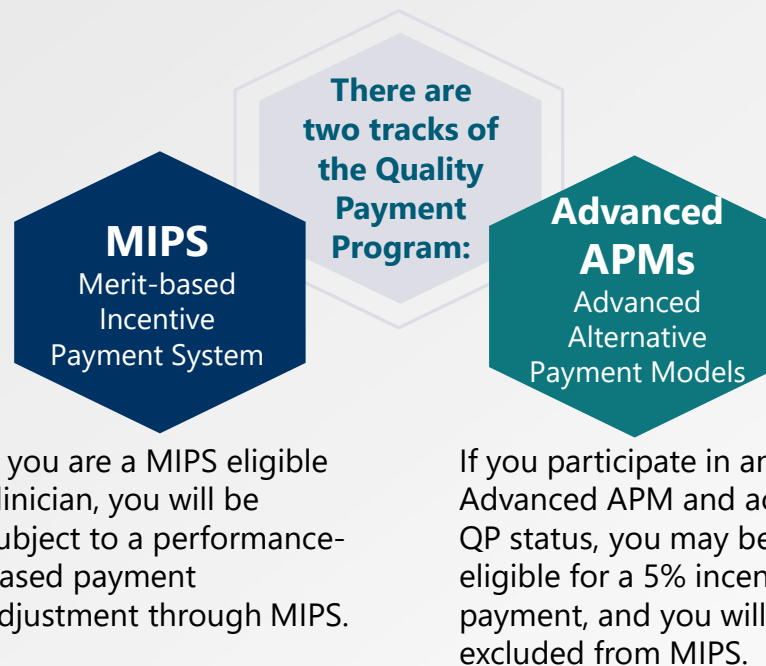 There are
two tracks of
the Quality
Payment
Program:
MIPS
Merit-based
Incentive
Payment System
Advanced
APMs
Advanced
Alternative
Payment Models
you are a MIPS eligible
linician, you will be
ubject to a performance-
ased payment
djustment through MIPS.
If you participate in an
Advanced APM and ac
QP status, you may be
eligible for a 5% incen
payment, and you will
excluded from MIPS.